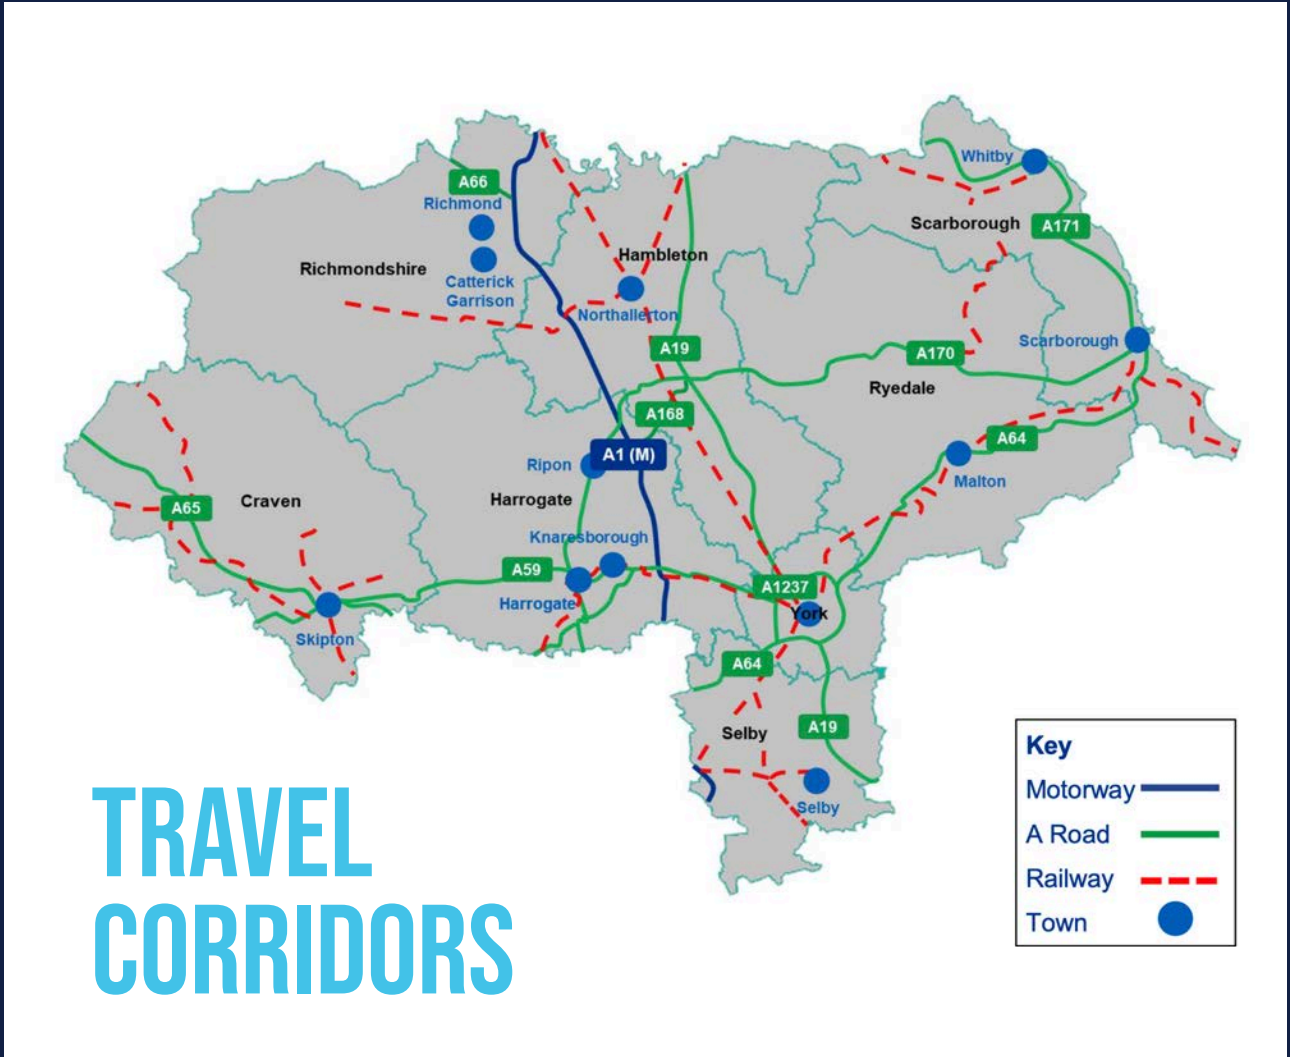 Whitby
A66
Richmond
Scarborough
A171
Hambleton
Richmondshire
Catterick
Garrison
Northallerton
Scarborough
A19
A170
Ryedale
A168
A64
A1 (M)
Ripon
Malton
Harrogate
Craven
A65
Knaresborough
A59
A1237
Harrogate
York
Skipton
A64
A19
Selby
Selby
Key
Motorway
A Road
Railway
Town
TRAVEL
CORRIDORS